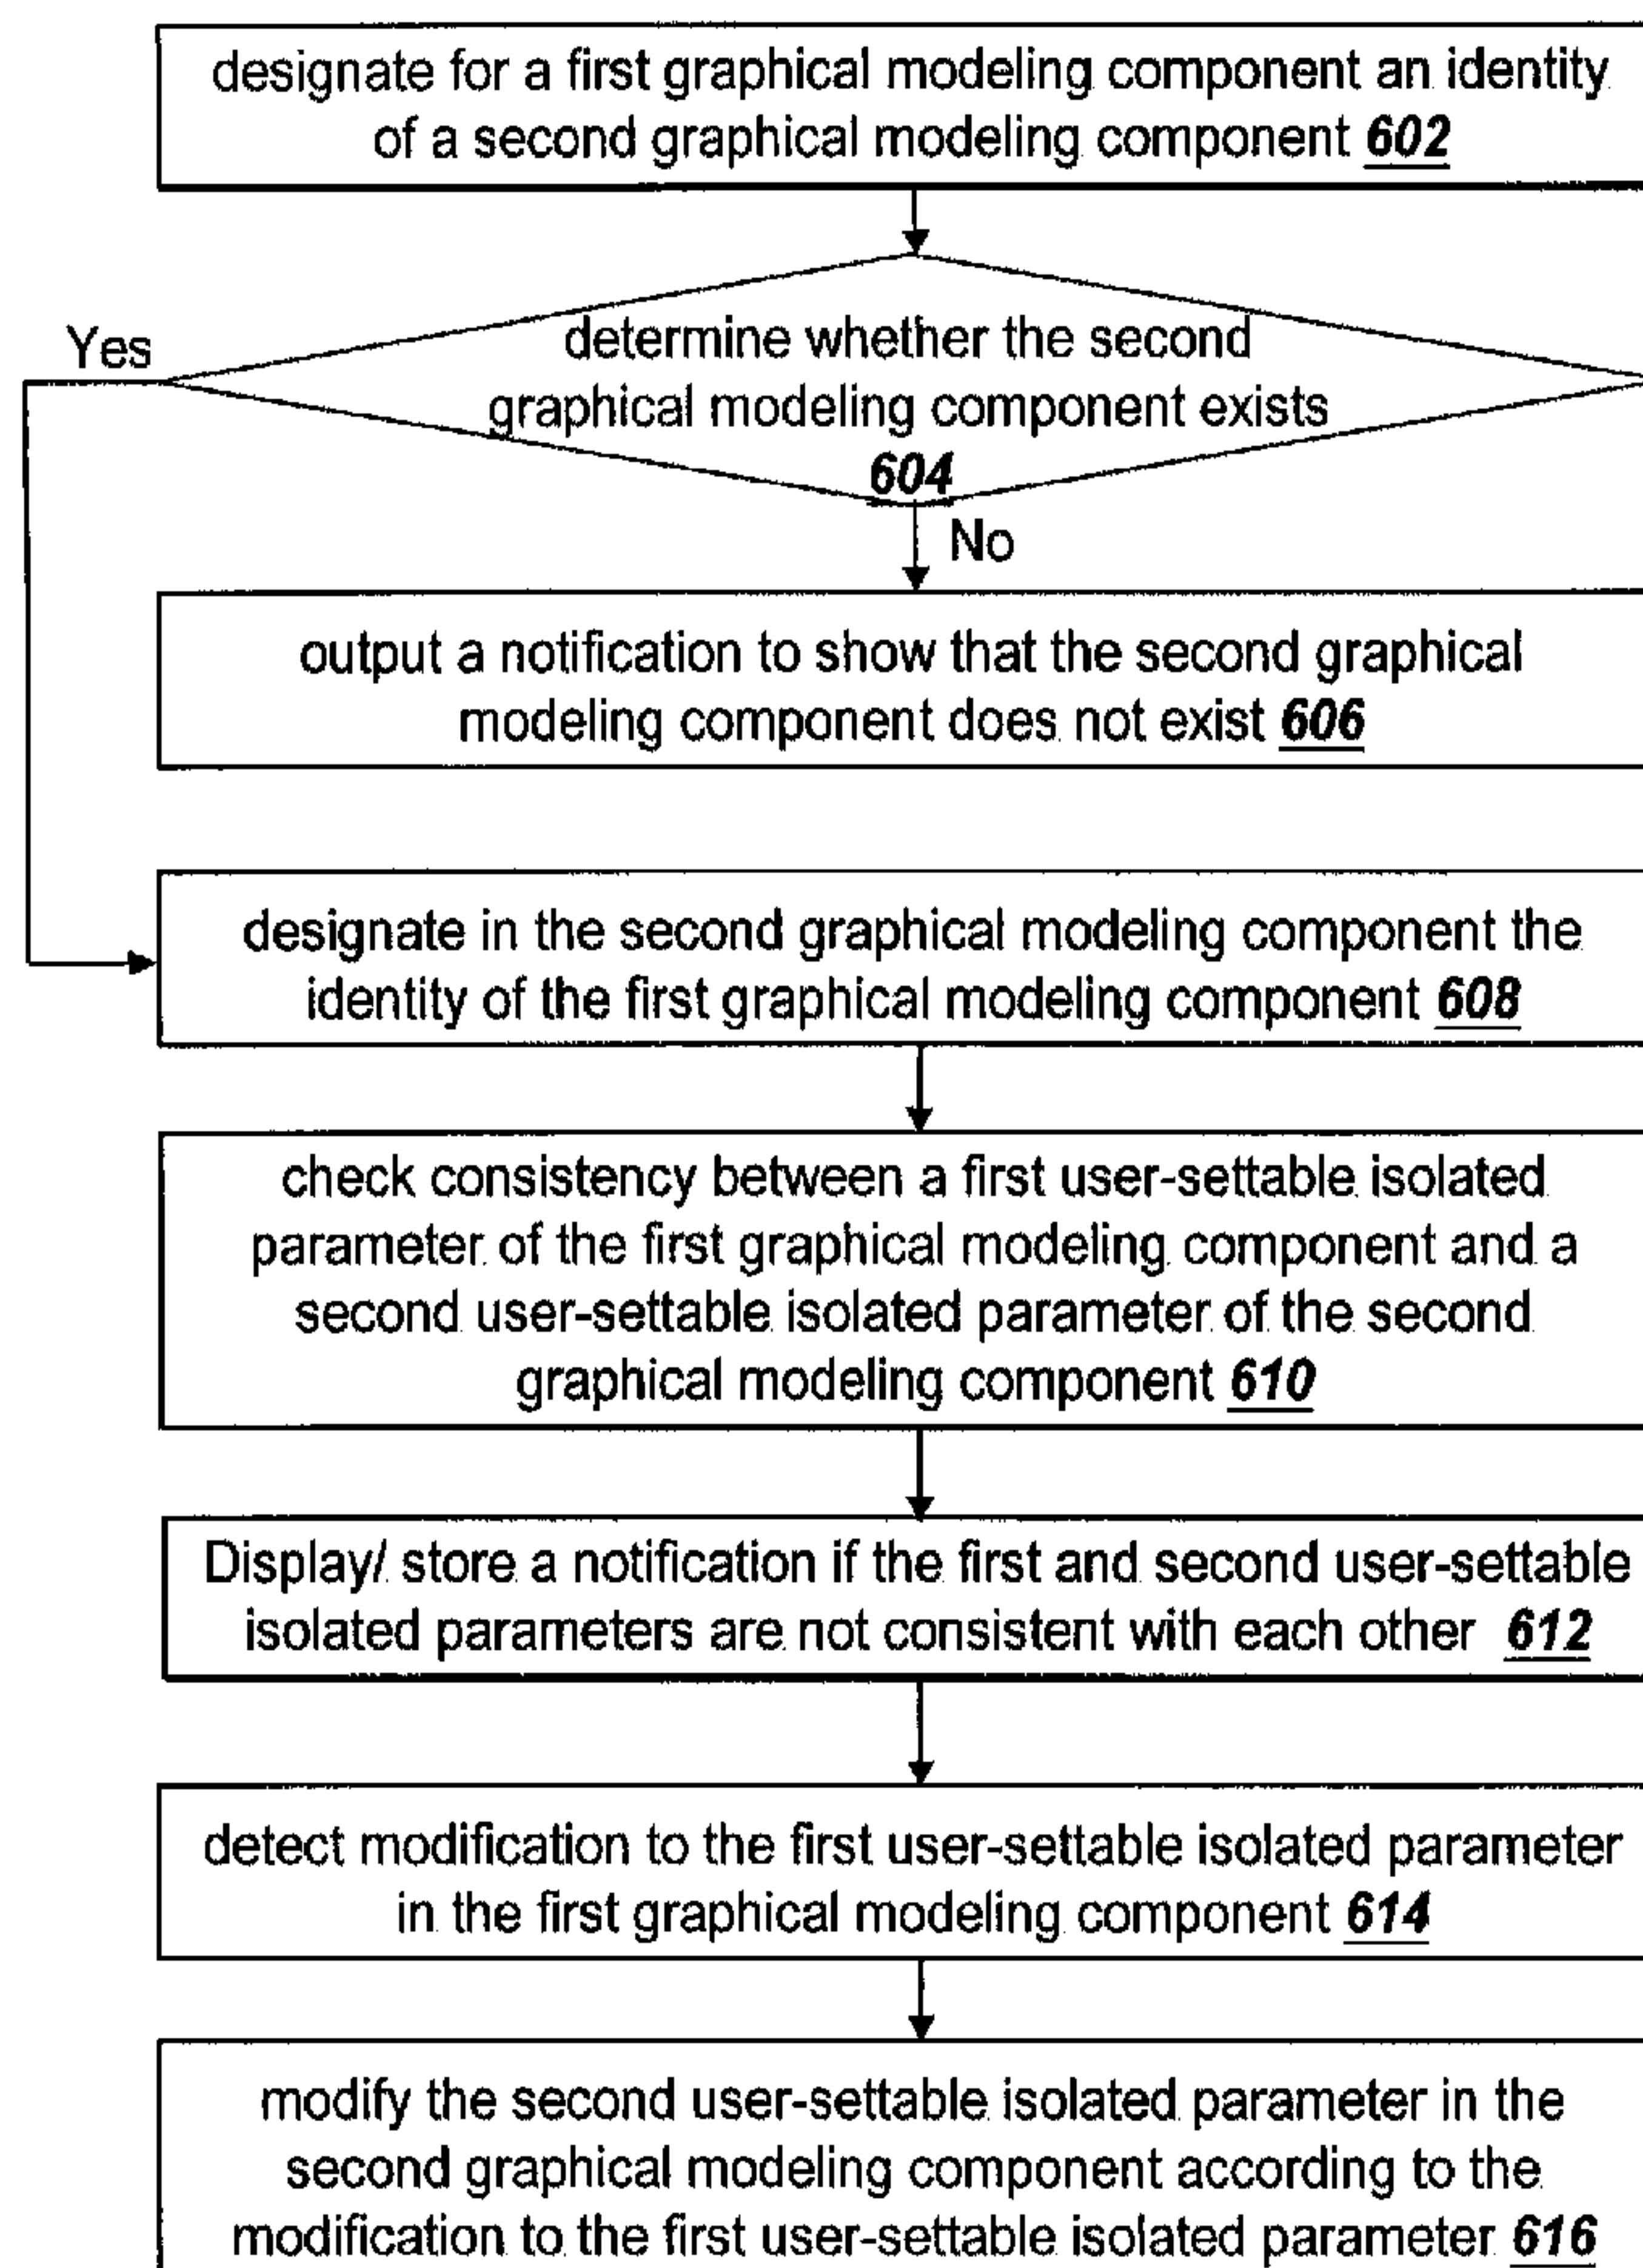 designate for a first graphical modeling component an identity
of a second graphical modeling component 602
determine whether the second
graphical modeling component exists
604
Yes
No
output a notification to show that the second graphical
modeling component does not exist 606
designate in the second graphical modeling component the
identity of the first graphical modeling component 608
check consistency between a first user-settable isolated
parameter of the first graphical modeling component and a
second user-settable isolated parameter of the second
graphical modeling component 610
Display/ store a notification if the first and second user-settable
isolated parameters are not consistent with each other 612
detect modification to the first user-settable isolated parameter
in the first graphical modeling component 614
modify the second user-settable isolated parameter in the
second graphical modeling component according to the
modification to the first user-settable isolated parameter 616